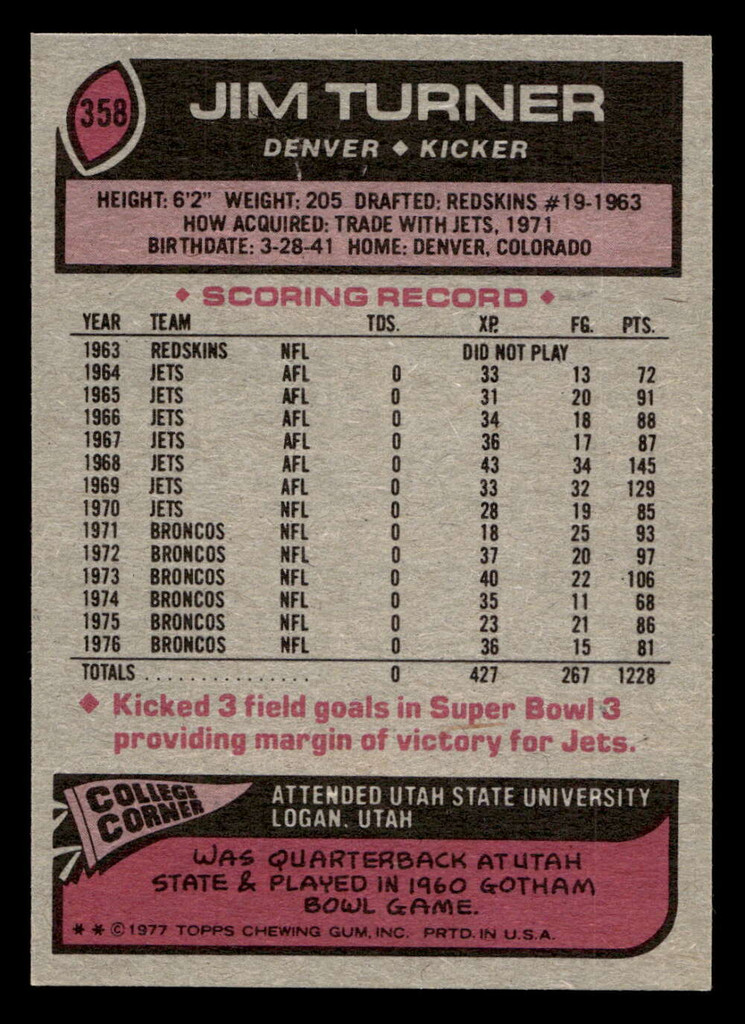 358
JIM TURNER
DENVER ◆ KICKER
HEIGHT: 6'2" WEIGHT: 205 DRAFTED: REDSKINS #19-1963
HOW ACQUIRED: TRADE WITH JETS, 1971
BIRTHDATE: 3-28-41 HOME: DENVER, COLORADO
◆ SCORING RECORD ◆
YEAR TEAM TDS. XP. FG. PTS.
1963 REDSKINS NFL DID NOT PLAY
1964 JETS AFL 0 33 13 72
1965 JETS AFL 0 31 20 91
1966 JETS AFL 0 34 18 88
1967 JETS AFL 0 36 17 87
1968 JETS AFL 0 43 34 145
1969 JETS AFL 0 33 32 129
1970 JETS NFL 0 28 19 85
1971 BRONCOS NFL 0 18 25 93
1972 BRONCOS NFL 0 37 20 97
1973 BRONCOS NFL 0 40 22 106
1974 BRONCOS NFL 0 35 11 68
1975 BRONCOS NFL 0 23 21 86
1976 BRONCOS NFL 0 36 15 81
TOTALS ............... 0 427 267 1228
◆ Kicked 3 field goals in Super Bowl 3
providing margin of victory for Jets.
COLLEGE
CORNER
ATTENDED UTAH STATE UNIVERSITY
LOGAN, UTAH
WAS QUARTERBACK AT UTAH
STATE & PLAYED IN 1960 GOTHAM
BOWL GAME.
* * © 1977 TOPPS CHEWING GUM, INC. PRTD. IN U.S.A.